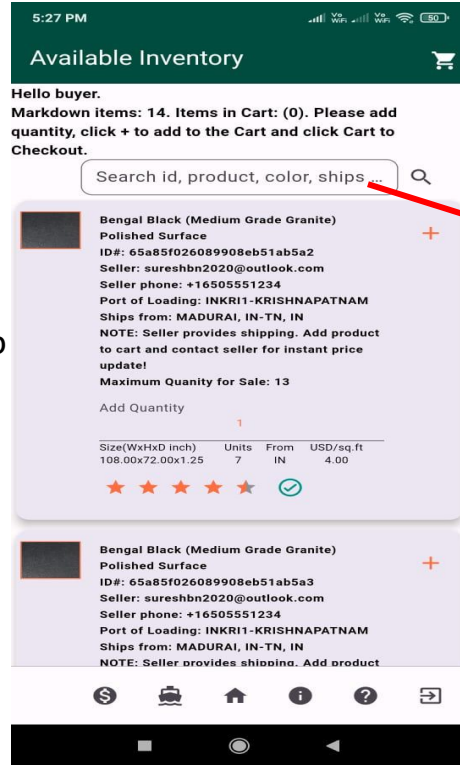 5:27 PM Vo WiFi Vo WiFi 50
Available Inventory
Hello buyer.
Markdown items: 14. Items in Cart: (0). Please add
quantity, click + to add to the Cart and click Cart to
Checkout.
Search id, product, color, ships ...
Bengal Black (Medium Grade Granite)
Polished Surface
ID#: 65a85f026089908eb51ab5a2
Seller: sureshbn2020@outlook.com
Seller phone: +16505551234
Port of Loading: INKRI1-KRISHNAPATNAM
Ships from: MADURAI, IN-TN, IN
NOTE: Seller provides shipping. Add product
to cart and contact seller for instant price
update!
Maximum Quanity for Sale: 13
Add Quantity
1
Size(WxHxD inch) Units From USD/sq.ft
108.00x72.00x1.25 7 IN 4.00
Bengal Black (Medium Grade Granite)
Polished Surface
ID#: 65a85f026089908eb51ab5a3
Seller: sureshbn2020@outlook.com
Seller phone: +16505551234
Port of Loading: INKRI1-KRISHNAPATNAM
Ships from: MADURAI, IN-TN, IN
NOTE: Seller provides shipping. Add product